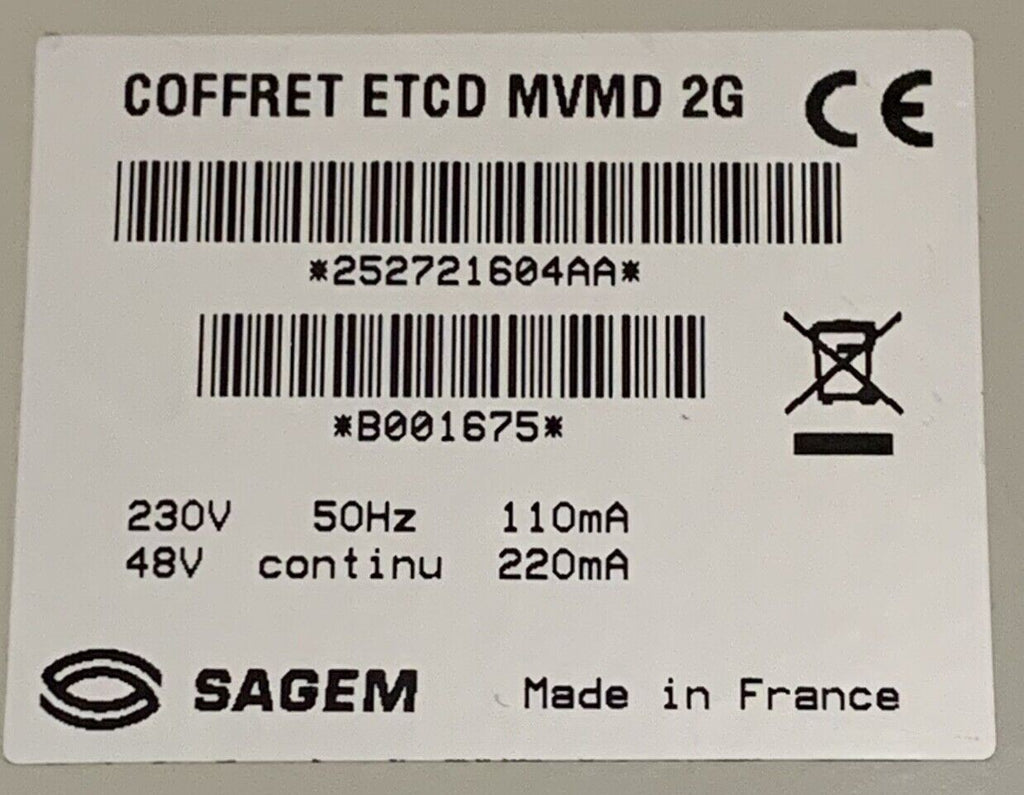 COFFRET ETCD MVMD 2G CE
*252721604AA*
*B001675*
230V 50Hz 110mA
48V continu 220mA
SAGEM Made in France